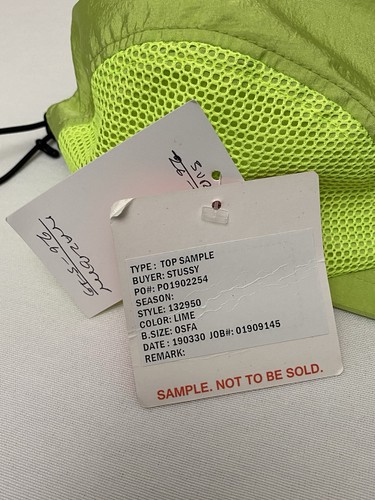 TYPE: TOP SAMPLE
BUYER: STUSSY
PO#: PO1902254
SEASON:
STYLE: 132950
COLOR: LIME
B.SIZE: OSFA
DATE: 190330 JOB#: 01909145
REMARK:
SAMPLE. NOT TO BE SOLD.